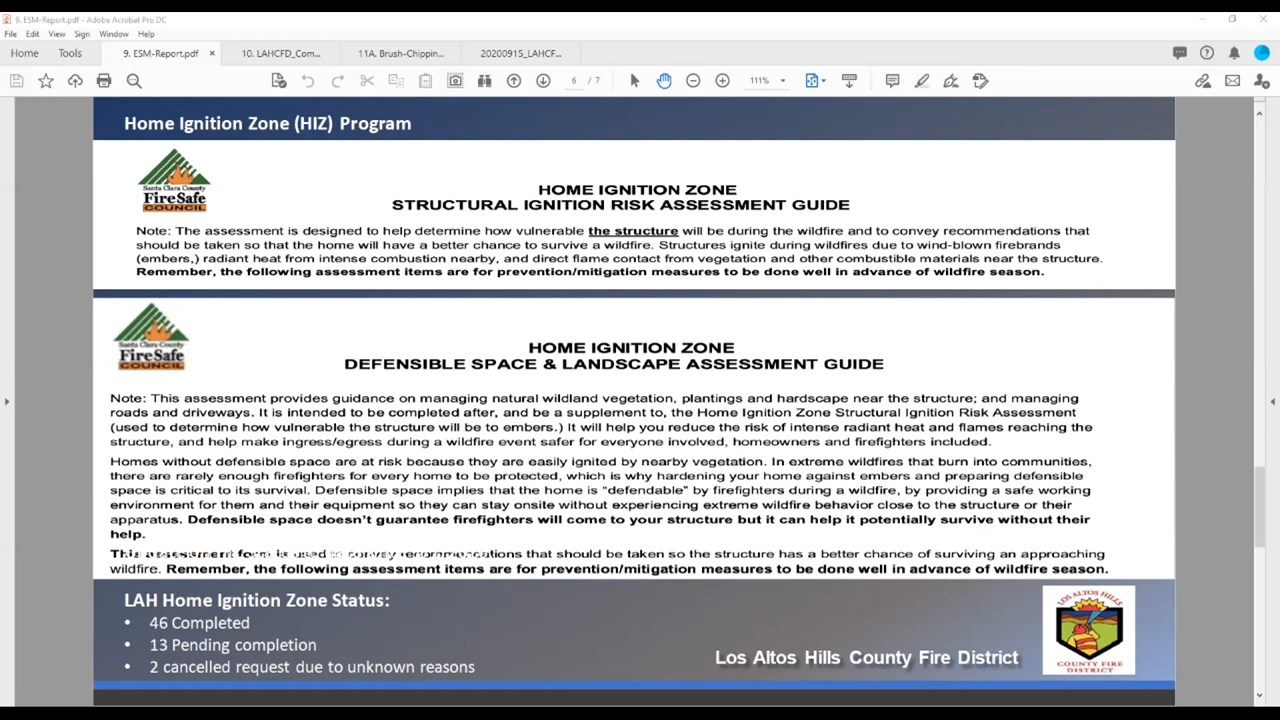 9. ESM-Report.pdf - Adobe Acrobat Pro DC
File Edit View Sign Window Help
Home Tools 9. ESM-Report.pdf × 10. LAHCFD_Com... 11A. Brush-Chippin... 20200915_LAHCF...
6 / 7 111%
Home Ignition Zone (HIZ) Program
Santa Clara County
FireSafe
COUNCIL
HOME IGNITION ZONE
STRUCTURAL IGNITION RISK ASSESSMENT GUIDE
Note: The assessment is designed to help determine how vulnerable the structure will be during the wildfire and to convey recommendations that
should be taken so that the home will have a better chance to survive a wildfire. Structures ignite during wildfires due to wind-blown firebrands
(embers,) radiant heat from intense combustion nearby, and direct flame contact from vegetation and other combustible materials near the structure.
Remember, the following assessment items are for prevention/mitigation measures to be done well in advance of wildfire season.
Santa Clara County
FireSafe
COUNCIL
HOME IGNITION ZONE
DEFENSIBLE SPACE & LANDSCAPE ASSESSMENT GUIDE
Note: This assessment provides guidance on managing natural wildland vegetation, plantings and hardscape near the structure; and managing
roads and driveways. It is intended to be completed after, and be a supplement to, the Home Ignition Zone Structural Ignition Risk Assessment
(used to determine how vulnerable the structure will be to embers.) It will help you reduce the risk of intense radiant heat and flames reaching the
structure, and help make ingress/egress during a wildfire event safer for everyone involved, homeowners and firefighters included.
Homes without defensible space are at risk because they are easily ignited by nearby vegetation. In extreme wildfires that burn into communities,
there are rarely enough firefighters for every home to be protected, which is why hardening your home against embers and preparing defensible
space is critical to its survival. Defensible space implies that the home is “defendable” by firefighters during a wildfire, by providing a safe working
environment for them and their equipment so they can stay onsite without experiencing extreme wildfire behavior close to the structure or their
apparatus. Defensible space doesn’t guarantee firefighters will come to your structure but it can help it potentially survive without their
help.
This assessment form is used to convey recommendations that should be taken so the structure has a better chance of surviving an approaching
wildfire. Remember, the following assessment items are for prevention/mitigation measures to be done well in advance of wildfire season.
LAH Home Ignition Zone Status:
• 46 Completed
• 13 Pending completion
• 2 cancelled request due to unknown reasons
Los Altos Hills County Fire District
LOS ALTOS HILLS
COUNTY FIRE
DISTRICT